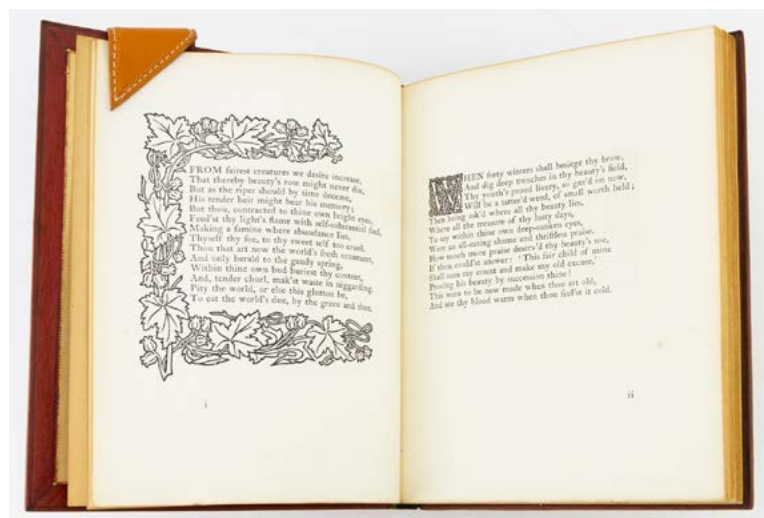 FROM fairest creatures we desire increase,
That thereby beauty's rose might never die,
But as the riper should by time decease,
His tender heir might bear his memory;
But thou, contracted to thine own bright eyes,
Feed'st thy light's flame with self-substantial fuel,
Making a famine where abundance lies,
Thyself thy foe, to thy sweet self too cruel.
Thou that art now the world's fresh ornament,
And only herald to the gaudy spring,
Within thine own bud buriest thy content,
And, tender churl, mak'st waste in niggarding.
Pity the world, or else this glutton be,
To eat the world's due, by the grave and thee.
i
WHEN forty winters shall besiege thy brow,
And dig deep trenches in thy beauty's field,
Thy youth's proud livery, so gaz'd on now,
Will be a tatter'd weed, of small worth held;
Then being ask'd where all thy beauty lies,
Where all the treasure of thy lusty days,
To say within thine own deep-sunken eyes,
Were an all-eating shame and thriftless praise.
How much more praise deserv'd thy beauty's use,
If thou could'st answer: 'This fair child of mine
Shall sum my count and make my old excuse,'
Proving his beauty by succession thine!
This were to be new made when thou art old,
And see thy blood warm when thou feel'st it cold.
ii